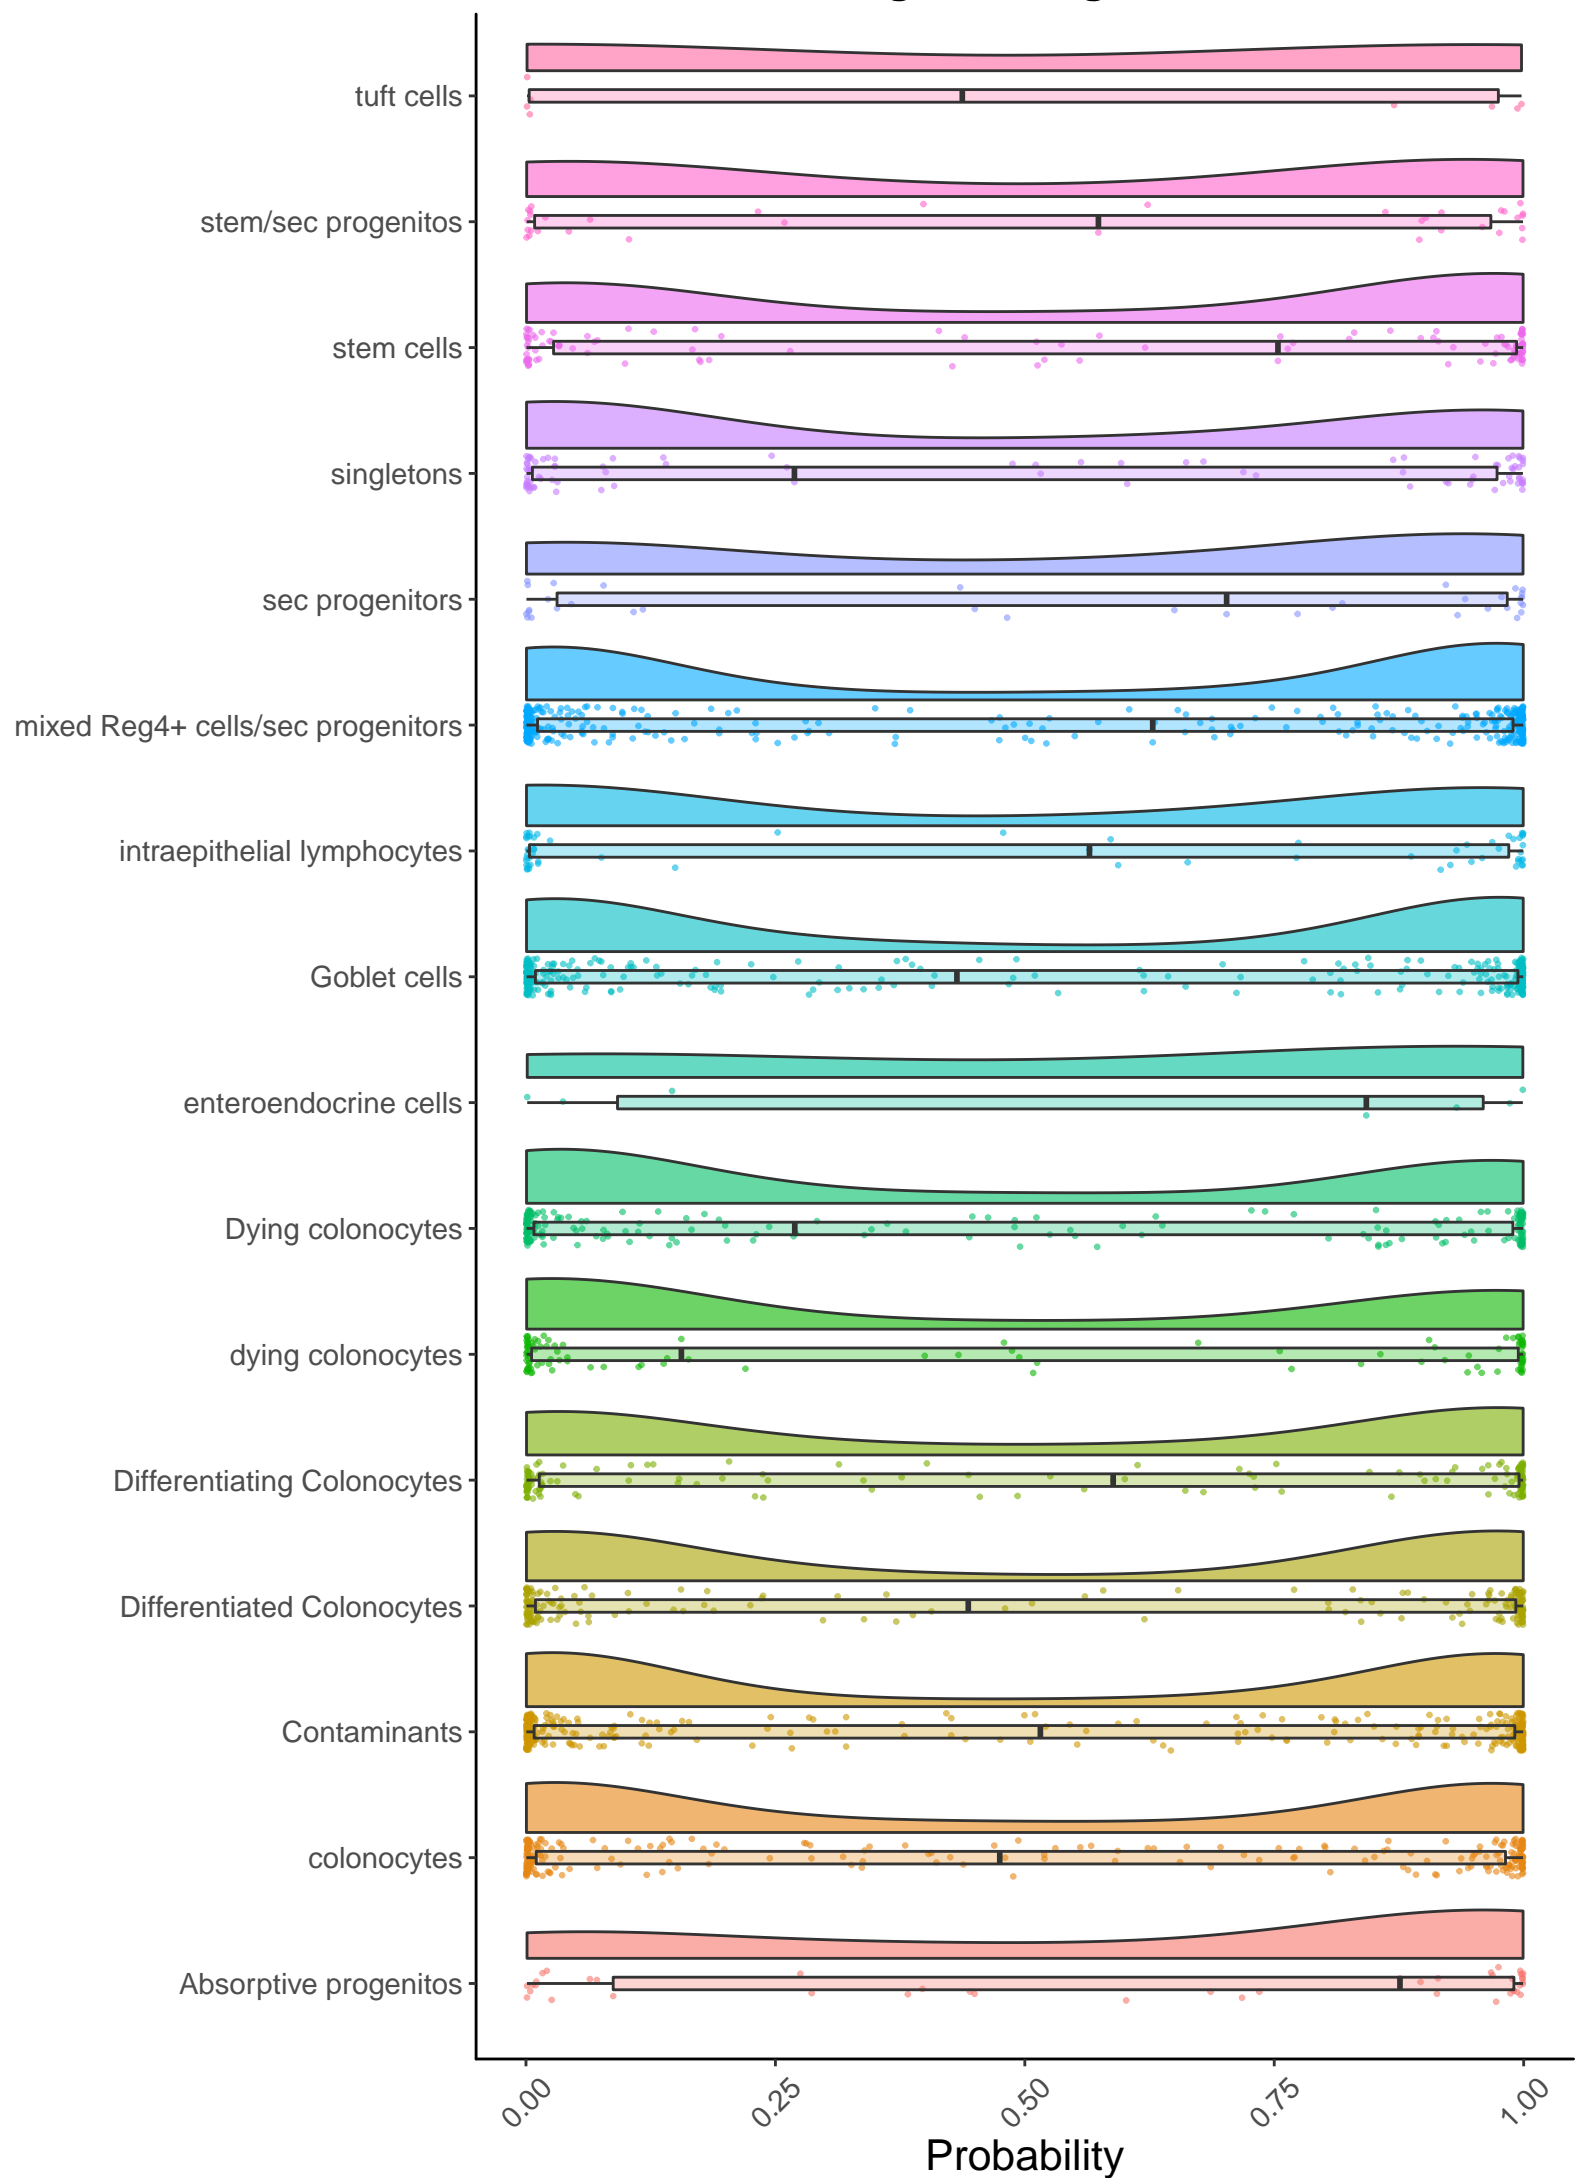 tuft cells
stem/sec progenitos
stem cells
singletons
sec progenitors
mixed Reg4+ cells/sec progenitors
intraepithelial lymphocytes
Goblet cells
enteroendocrine cells
Dying colonocytes
dying colonocytes
Differentiating Colonocytes
Differentiated Colonocytes
Contaminants
colonocytes
Absorptive progenitos
0.00 0.25 0.50 0.75 1.00
Probability